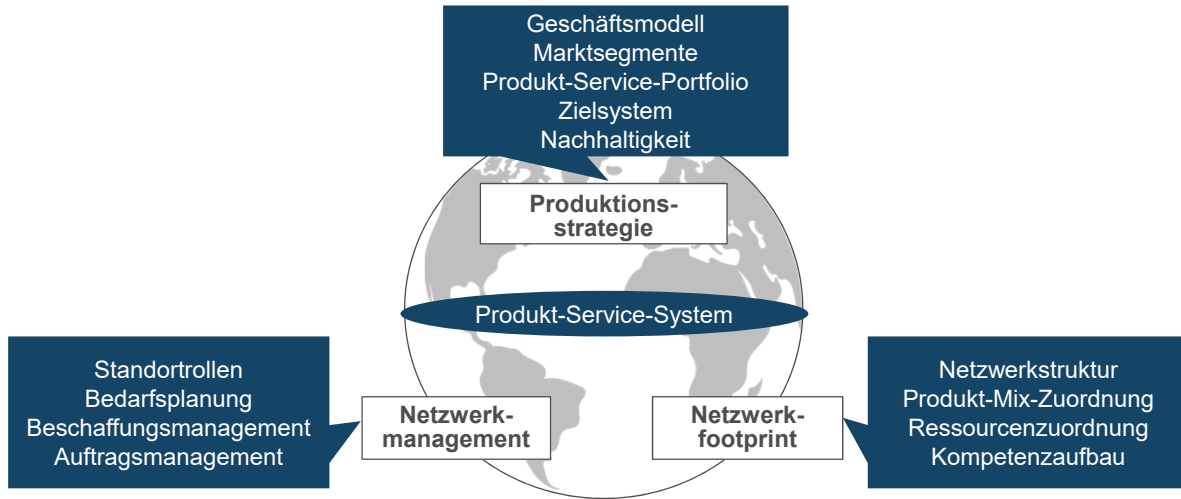 Geschäftsmodell
Marktsegmente
Produkt-Service-Portfolio
Zielsystem
Nachhaltigkeit
Produktions-
strategie
Produkt-Service-System
Standortrollen
Bedarfsplanung
Beschaffungsmanagement
Auftragsmanagement
Netzwerk-
management
Netzwerk-
footprint
Netzwerkstruktur
Produkt-Mix-Zuordnung
Ressourcenzuordnung
Kompetenzaufbau